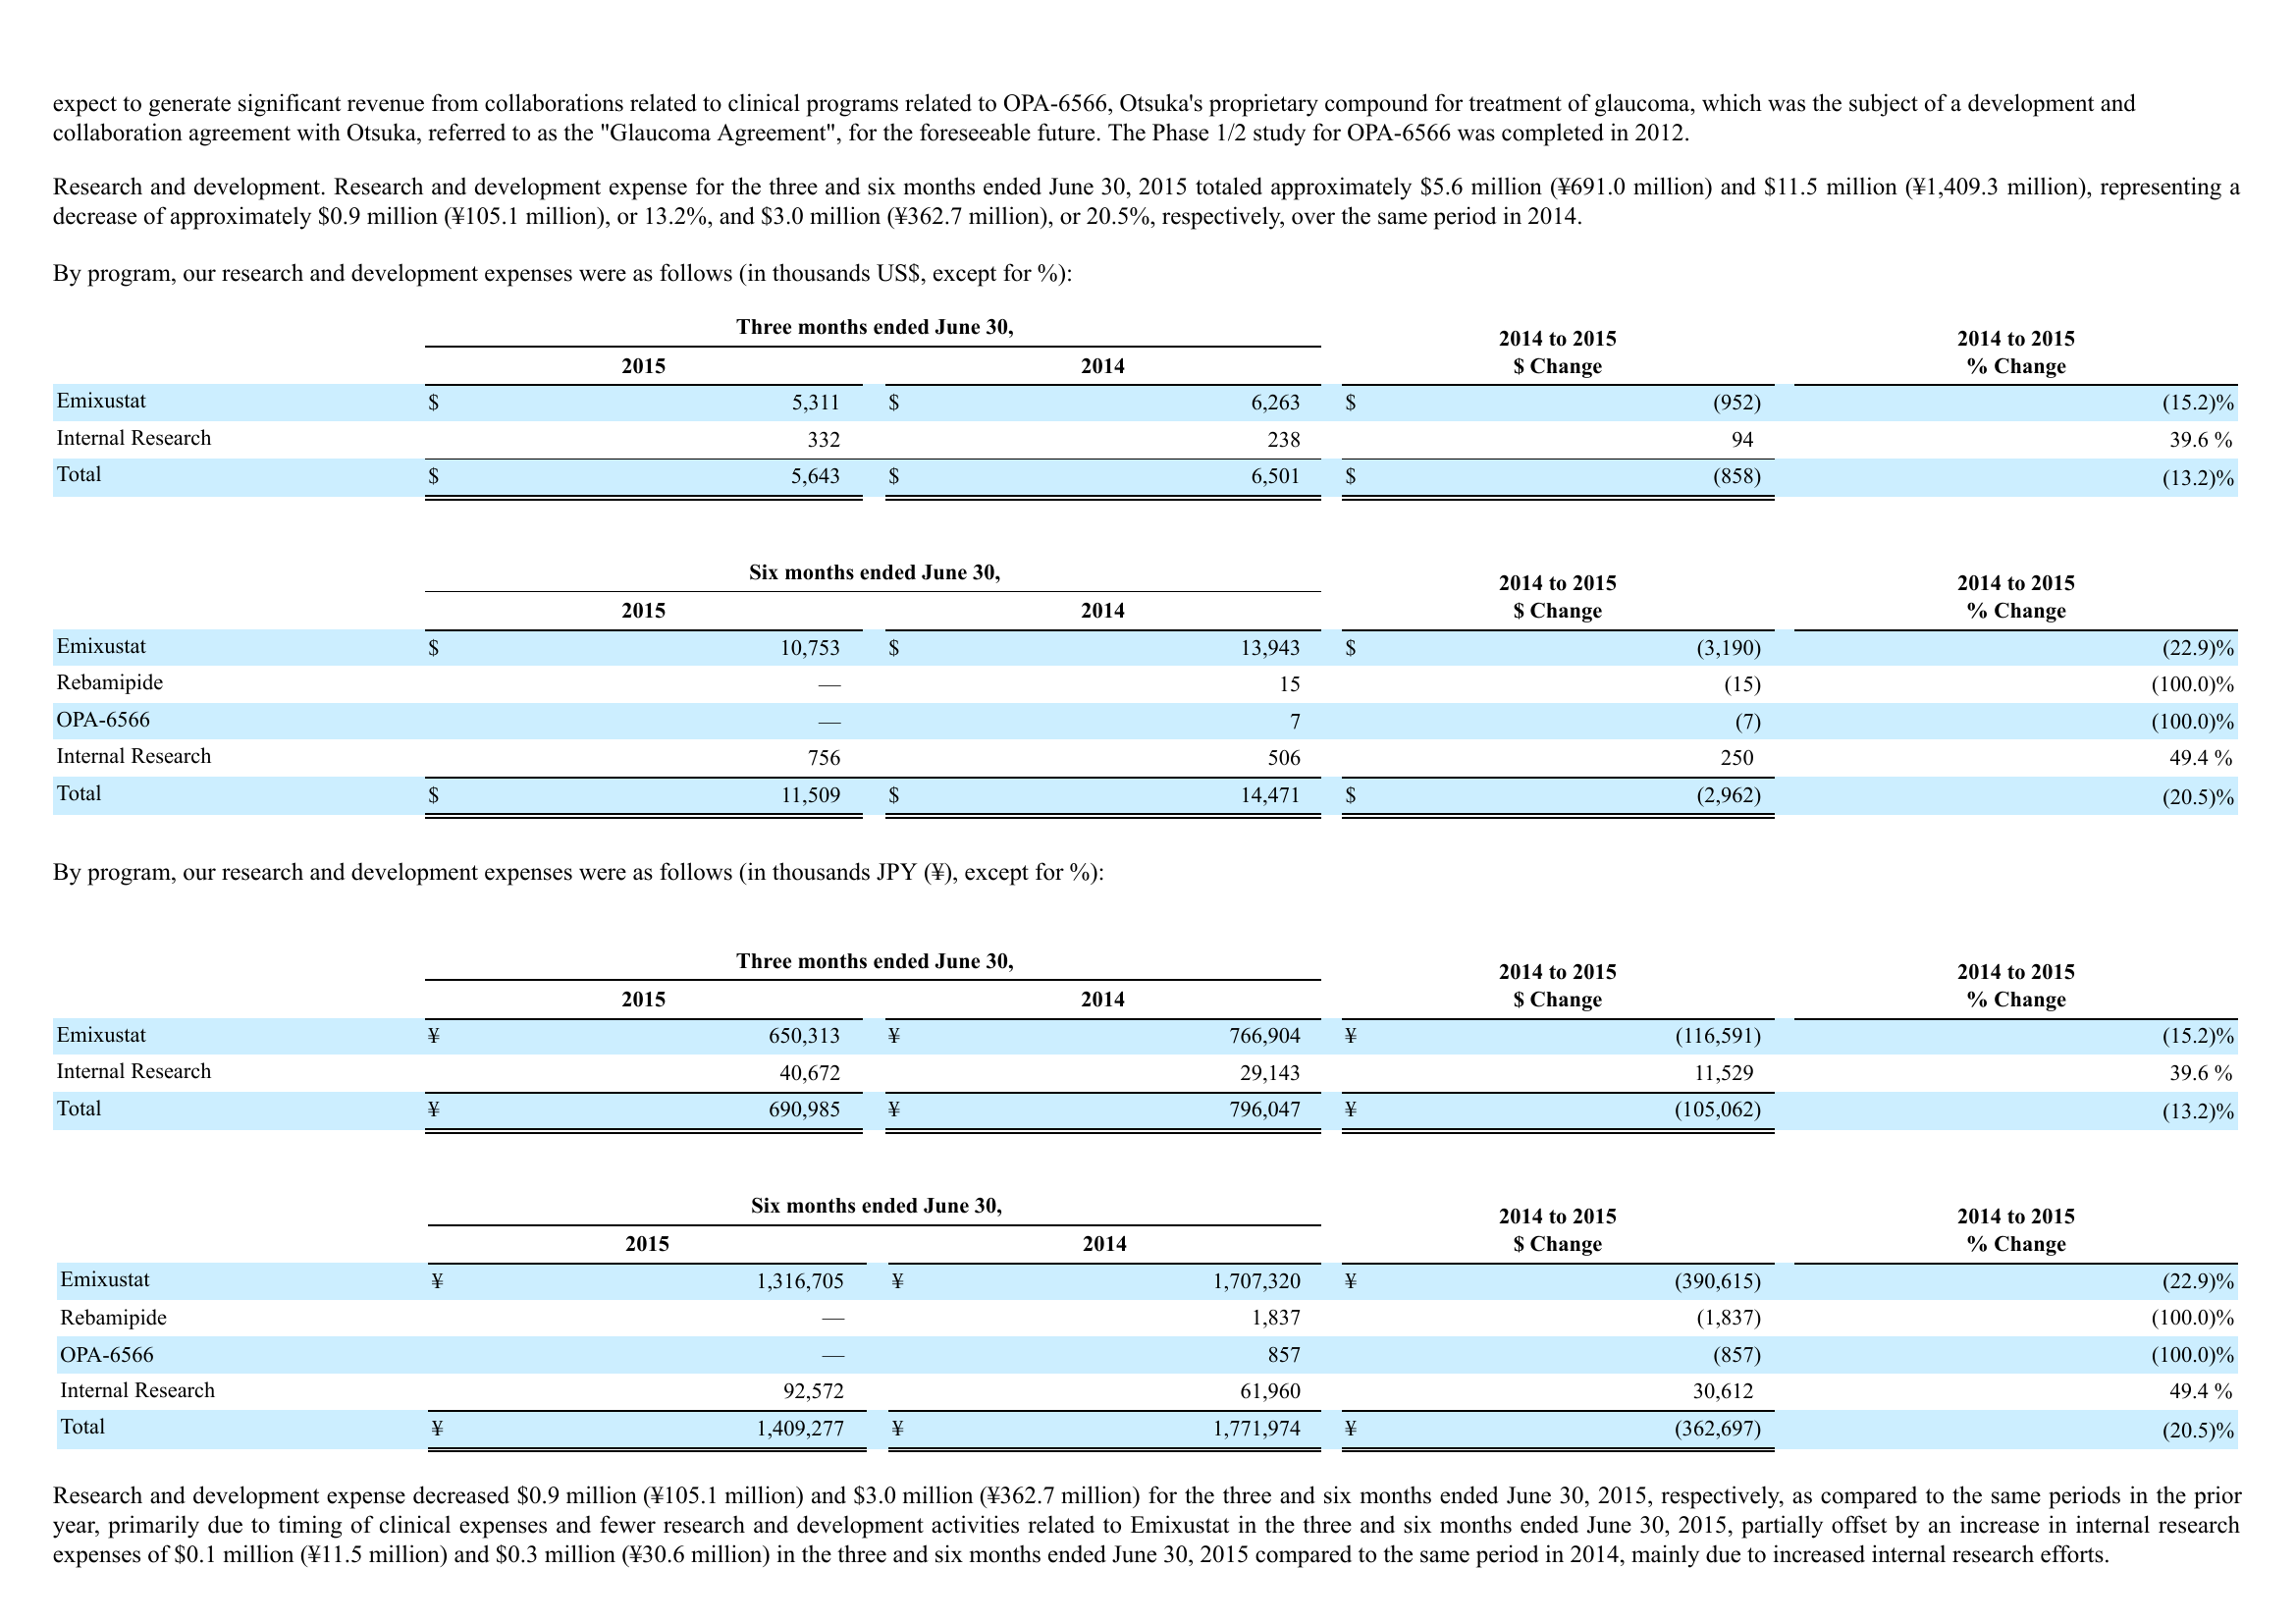 expect to generate significant revenue from collaborations related to clinical programs related to OPA-6566, Otsuka's proprietary compound for treatment of glaucoma, which was the subject of a development and
collaboration agreement with Otsuka, referred to as the "Glaucoma Agreement", for the foreseeable future. The Phase 1/2 study for OPA-6566 was completed in 2012.
Research and development. Research and development expense for the three and six months ended June 30, 2015 totaled approximately $5.6 million (¥691.0 million) and $11.5 million (¥1,409.3 million), representing a
decrease of approximately $0.9 million (¥105.1 million), or 13.2%, and $3.0 million (¥362.7 million), or 20.5%, respectively, over the same period in 2014.
By program, our research and development expenses were as follows (in thousands US$, except for %):
Three months ended June 30, 2014 to 2015 2014 to 2015
2015 2014 $ Change % Change
Emixustat $ 5,311 $ 6,263 $ (952) (15.2)%
Internal Research 332 238 94 39.6 %
Total $ 5,643 $ 6,501 $ (858) (13.2)%
Six months ended June 30, 2014 to 2015 2014 to 2015
2015 2014 $ Change % Change
Emixustat $ 10,753 $ 13,943 $ (3,190) (22.9)%
Rebamipide — 15 (15) (100.0)%
OPA-6566 — 7 (7) (100.0)%
Internal Research 756 506 250 49.4 %
Total $ 11,509 $ 14,471 $ (2,962) (20.5)%
By program, our research and development expenses were as follows (in thousands JPY (¥), except for %):
Three months ended June 30, 2014 to 2015 2014 to 2015
2015 2014 $ Change % Change
Emixustat ¥ 650,313 ¥ 766,904 ¥ (116,591) (15.2)%
Internal Research 40,672 29,143 11,529 39.6 %
Total ¥ 690,985 ¥ 796,047 ¥ (105,062) (13.2)%
Six months ended June 30, 2014 to 2015 2014 to 2015
2015 2014 $ Change % Change
Emixustat ¥ 1,316,705 ¥ 1,707,320 ¥ (390,615) (22.9)%
Rebamipide — 1,837 (1,837) (100.0)%
OPA-6566 — 857 (857) (100.0)%
Internal Research 92,572 61,960 30,612 49.4 %
Total ¥ 1,409,277 ¥ 1,771,974 ¥ (362,697) (20.5)%
Research and development expense decreased $0.9 million (¥105.1 million) and $3.0 million (¥362.7 million) for the three and six months ended June 30, 2015, respectively, as compared to the same periods in the prior
year, primarily due to timing of clinical expenses and fewer research and development activities related to Emixustat in the three and six months ended June 30, 2015, partially offset by an increase in internal research
expenses of $0.1 million (¥11.5 million) and $0.3 million (¥30.6 million) in the three and six months ended June 30, 2015 compared to the same period in 2014, mainly due to increased internal research efforts.